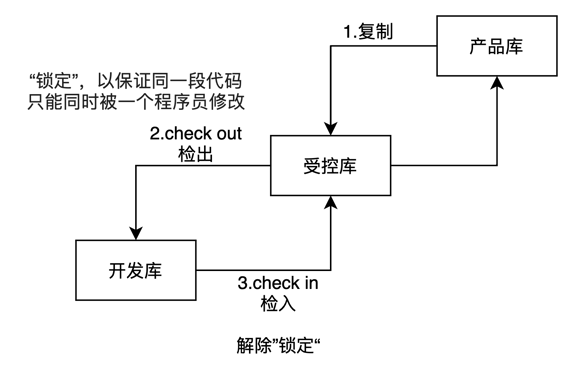 1.复制
产品库
“锁定”，以保证同一段代码
只能同时被一个程序员修改
2.check out
检出
受控库
开发库
3.check in
检入
解除”锁定“